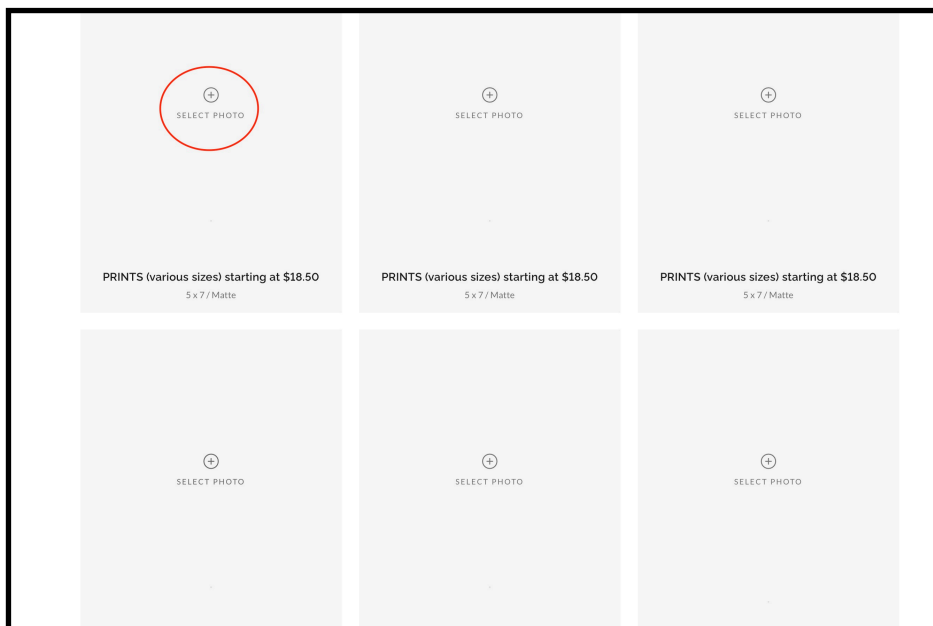 SELECT PHOTO
SELECT PHOTO
SELECT PHOTO
PRINTS (various sizes) starting at $18.50
PRINTS (various sizes) starting at $18.50
PRINTS (various sizes) starting at $18.50
5 x 7 / Matte
5 x 7 / Matte
5 x 7 / Matte
SELECT PHOTO
SELECT PHOTO
SELECT PHOTO